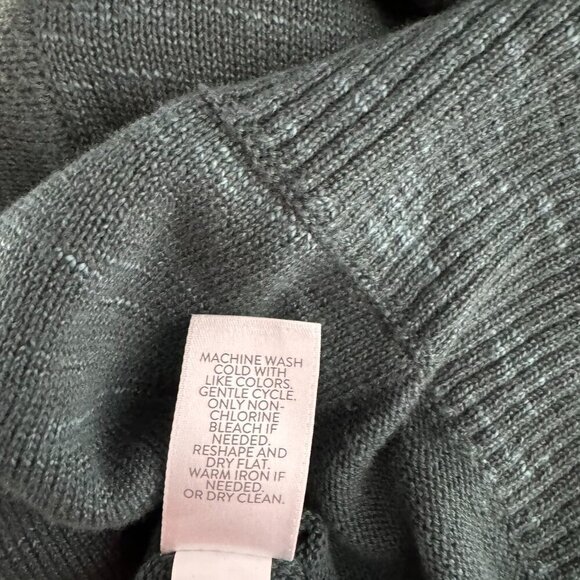 MACHINE WASH
COLD WITH
LIKE COLORS.
GENTLE CYCLE.
ONLY NON-
CHLORINE
BLEACH IF
NEEDED.
RESHAPE AND
DRY FLAT.
WARM IRON IF
NEEDED.
OR DRY CLEAN.